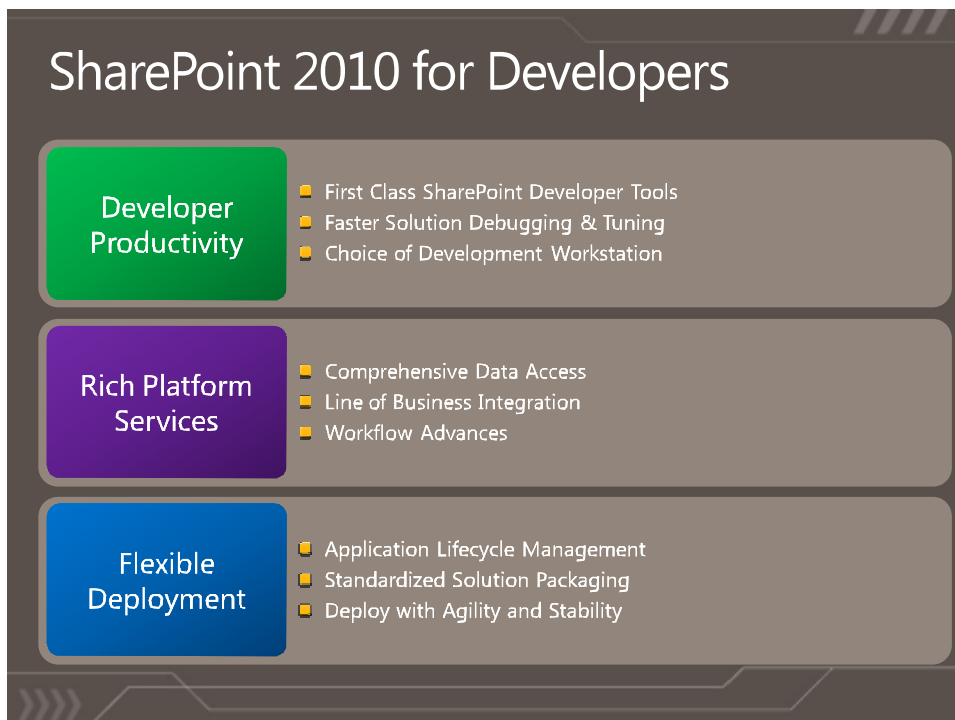 SharePoint 2010 for Developers
Developer
Productivity
First Class SharePoint Developer Tools
Faster Solution Debugging & Tuning
Choice of Development Workstation
Rich Platform
Services
Comprehensive Data Access
Line of Business Integration
Workflow Advances
Flexible
Deployment
Application Lifecycle Management
Standardized Solution Packaging
Deploy with Agility and Stability